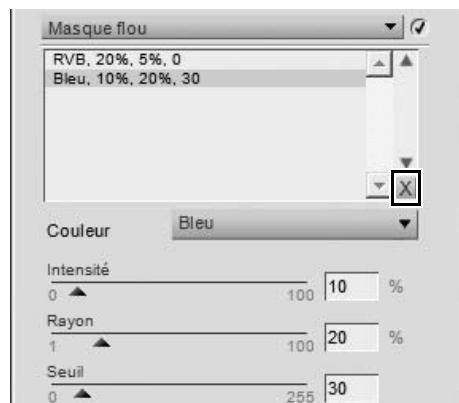 Masque flou
RVB, 20%, 5%, 0
Bleu, 10%, 20%, 30
X
Couleur Bleu
Intensité
0 100 10 %
Rayon
1 100 20 %
Seuil
0 255 30